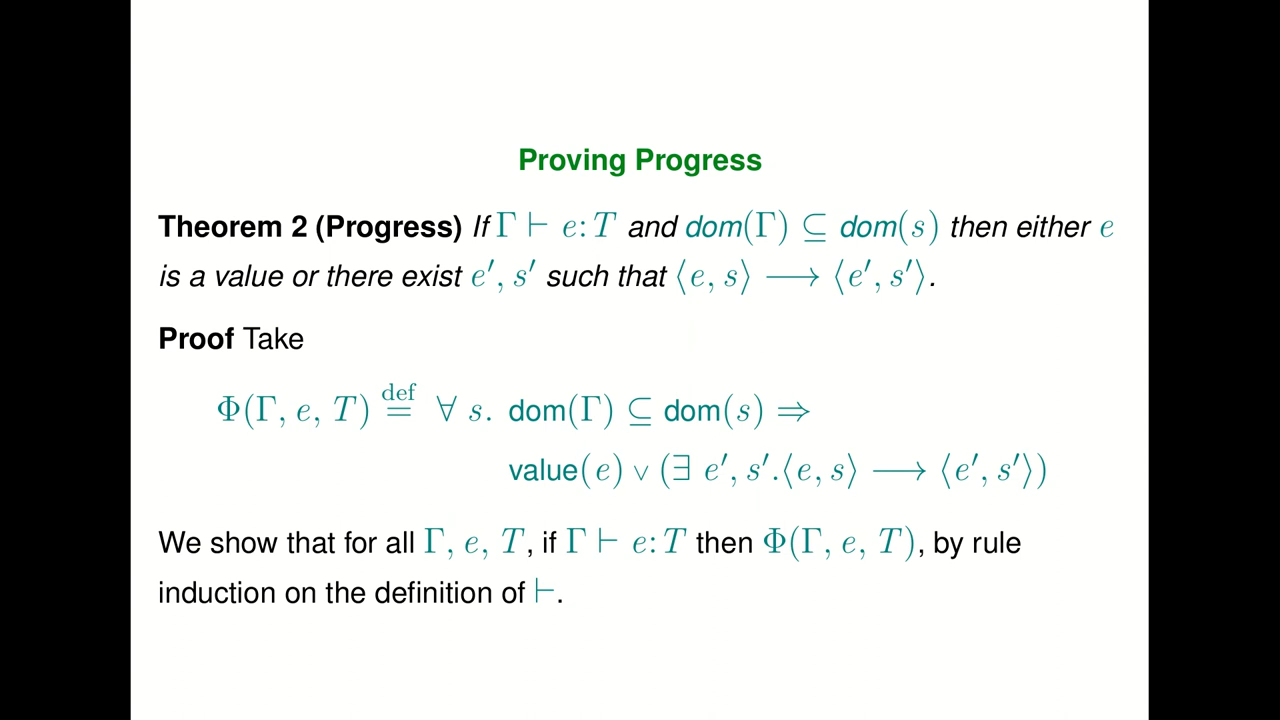 Proving Progress
Theorem 2 (Progress) If Γ ⊢ e:T and dom(Γ) ⊆ dom(s) then either e
is a value or there exist e′, s′ such that ⟨e, s⟩ ⟶ ⟨e′, s′⟩.
Proof Take
Φ(Γ, e, T) def= ∀ s. dom(Γ) ⊆ dom(s) ⇒
value(e) ∨ (∃ e′, s′.⟨e, s⟩ ⟶ ⟨e′, s′⟩)
We show that for all Γ, e, T, if Γ ⊢ e:T then Φ(Γ, e, T), by rule
induction on the definition of ⊢.